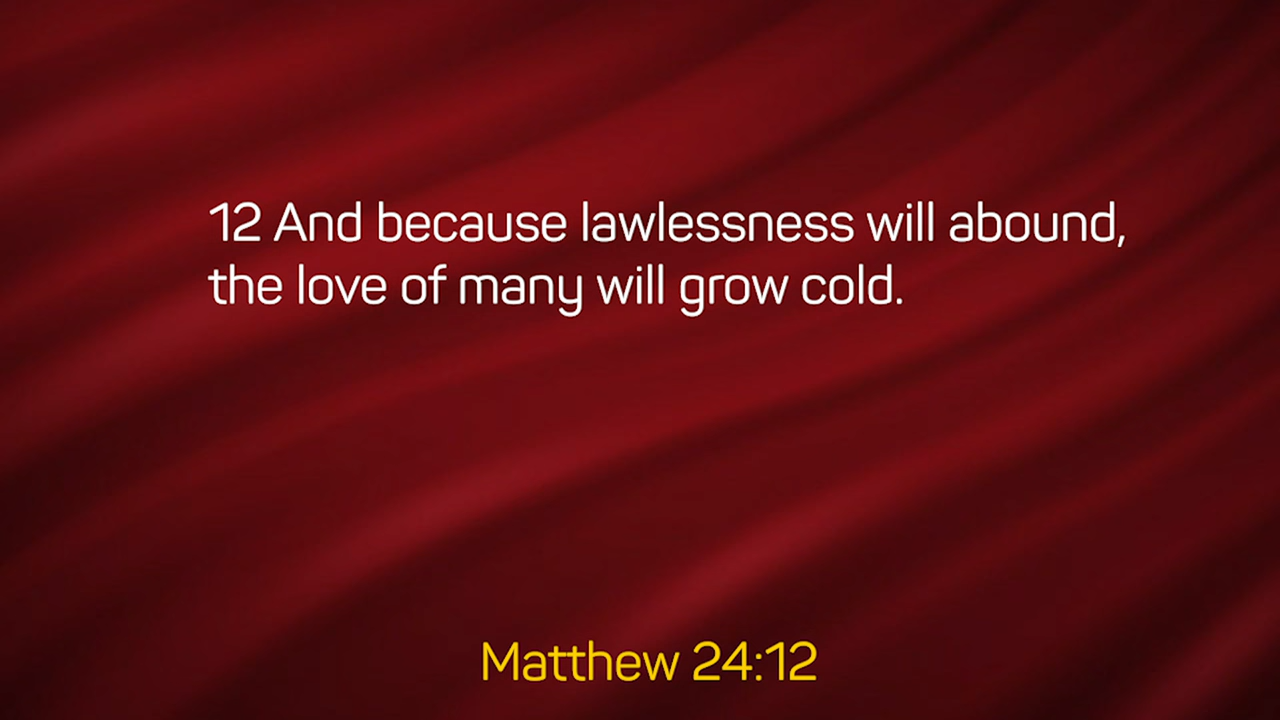 12 And because lawlessness will abound,
the love of many will grow cold.
Matthew 24:12